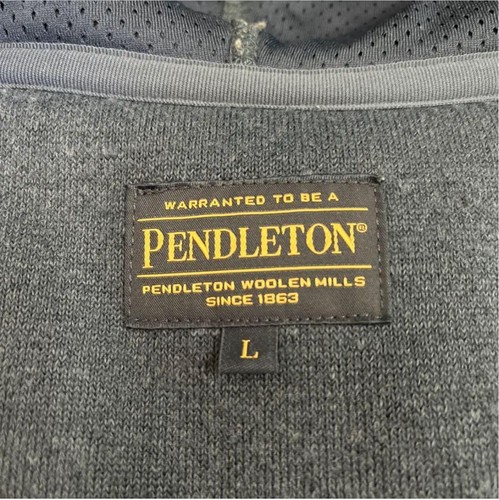 WARRANTED TO BE A
PENDLETON®
PENDLETON WOOLEN MILLS
SINCE 1863
L